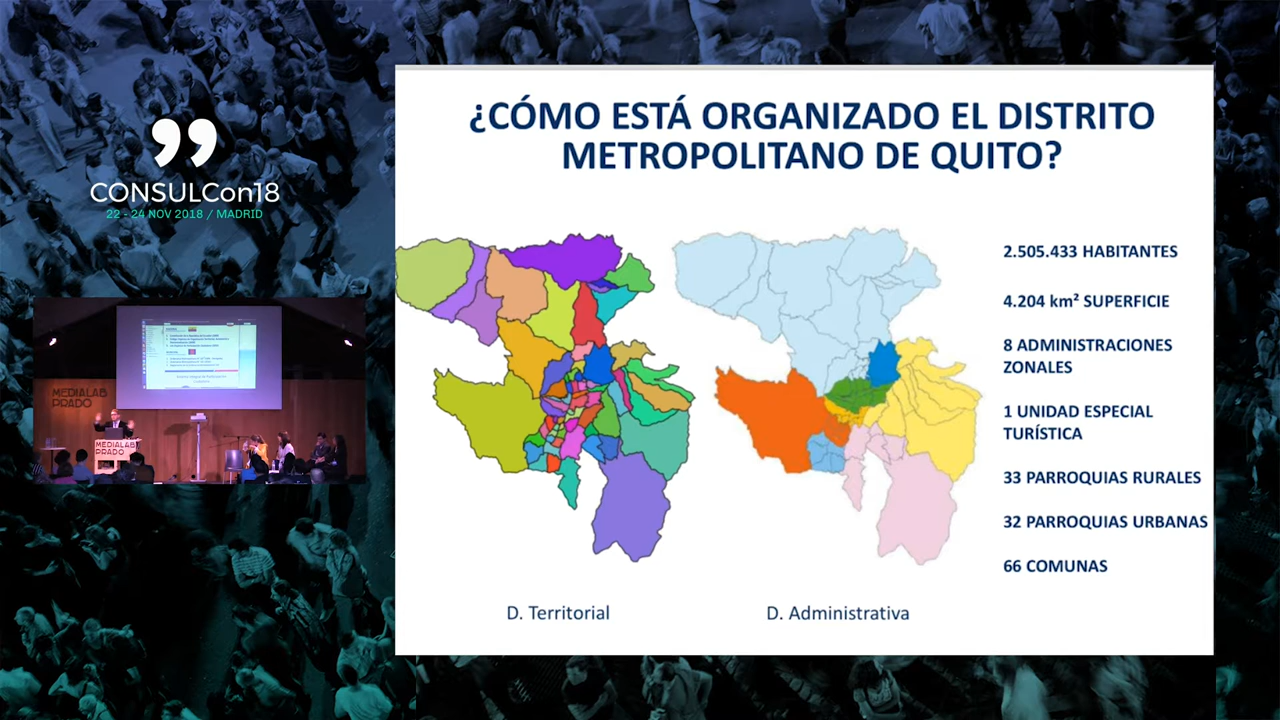 CONSULCon18
22 - 24 NOV 2018 / MADRID
MEDIALAB
PRADO
MEDIALAB
PRADO
¿CÓMO ESTÁ ORGANIZADO EL DISTRITO
METROPOLITANO DE QUITO?
2.505.433 HABITANTES
4.204 km² SUPERFICIE
8 ADMINISTRACIONES
ZONALES
1 UNIDAD ESPECIAL
TURÍSTICA
33 PARROQUIAS RURALES
32 PARROQUIAS URBANAS
66 COMUNAS
D. Territorial
D. Administrativa